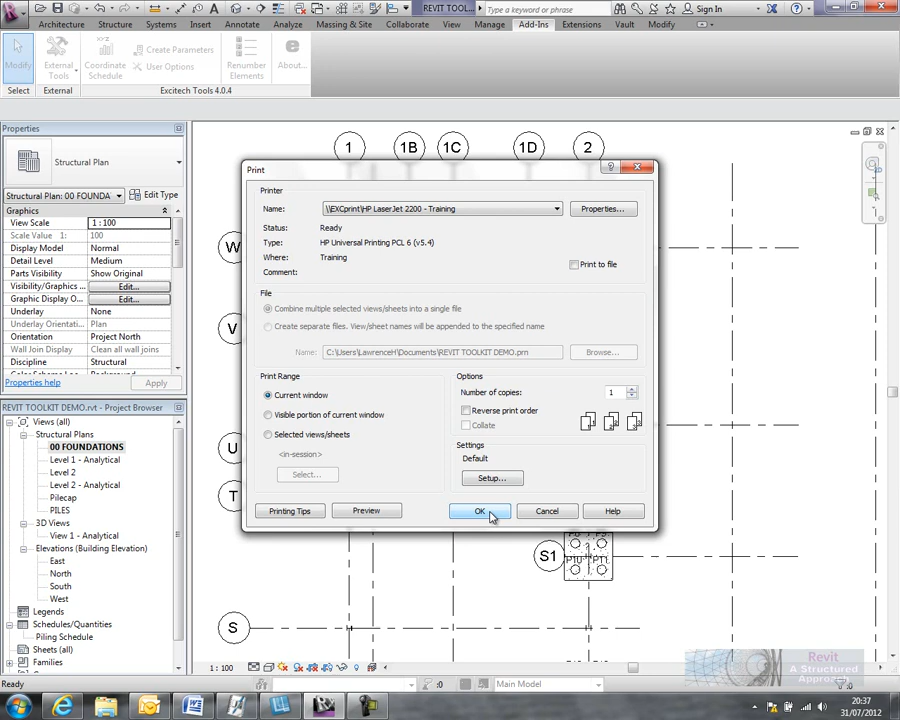 REVIT TOOL...
Type a keyword or phrase
Sign In
Architecture Structure Systems Insert Annotate Analyze Massing & Site Collaborate View Manage Add-Ins Extensions Vault Modify
Modify
External
Tools
Coordinate
Schedule
Create Parameters
User Options
Renumber
Elements
About...
Select External Excitech Tools 4.0.4
Properties
Structural Plan
Structural Plan: 00 FOUNDA
Edit Type
Graphics
View Scale 1 : 100
Scale Value 1: 100
Display Model Normal
Detail Level Medium
Parts Visibility Show Original
Visibility/Graphics Edit...
Graphic Display O... Edit...
Underlay None
Underlay Orientati... Plan
Orientation Project North
Wall Join Display Clean all wall joins
Discipline Structural
Properties help
Apply
REVIT TOOLKIT DEMO.rvt - Project Browser
Views (all)
Structural Plans
00 FOUNDATIONS
Level 1 - Analytical
Level 2
Level 2 - Analytical
Pilecap
PILES
3D Views
View 1 - Analytical
Elevations (Building Elevation)
East
North
South
West
Legends
Schedules/Quantities
Piling Schedule
Sheets (all)
Families
1 1B 1C 1D 2
W
V
U
T
S1
S
Print
Printer
Name: \\EXCprint\HP LaserJet 2200 - Training
Properties...
Status: Ready
Type: HP Universal Printing PCL 6 (v5.4)
Where: Training
Comment:
Print to file
File
Combine multiple selected views/sheets into a single file
Create separate files. View/sheet names will be appended to the specified name
Name: C:\Users\LawrenceH\Documents\REVIT TOOLKIT DEMO.prn
Browse...
Print Range
Current window
Visible portion of current window
Selected views/sheets
<in-session>
Select...
Options
Number of copies: 1
Reverse print order
Collate
Settings
Default
Setup...
Printing Tips Preview OK Cancel Help
1 : 100
Revit
A Structured
Approach
Ready
:0
Main Model
20:37
31/07/2012